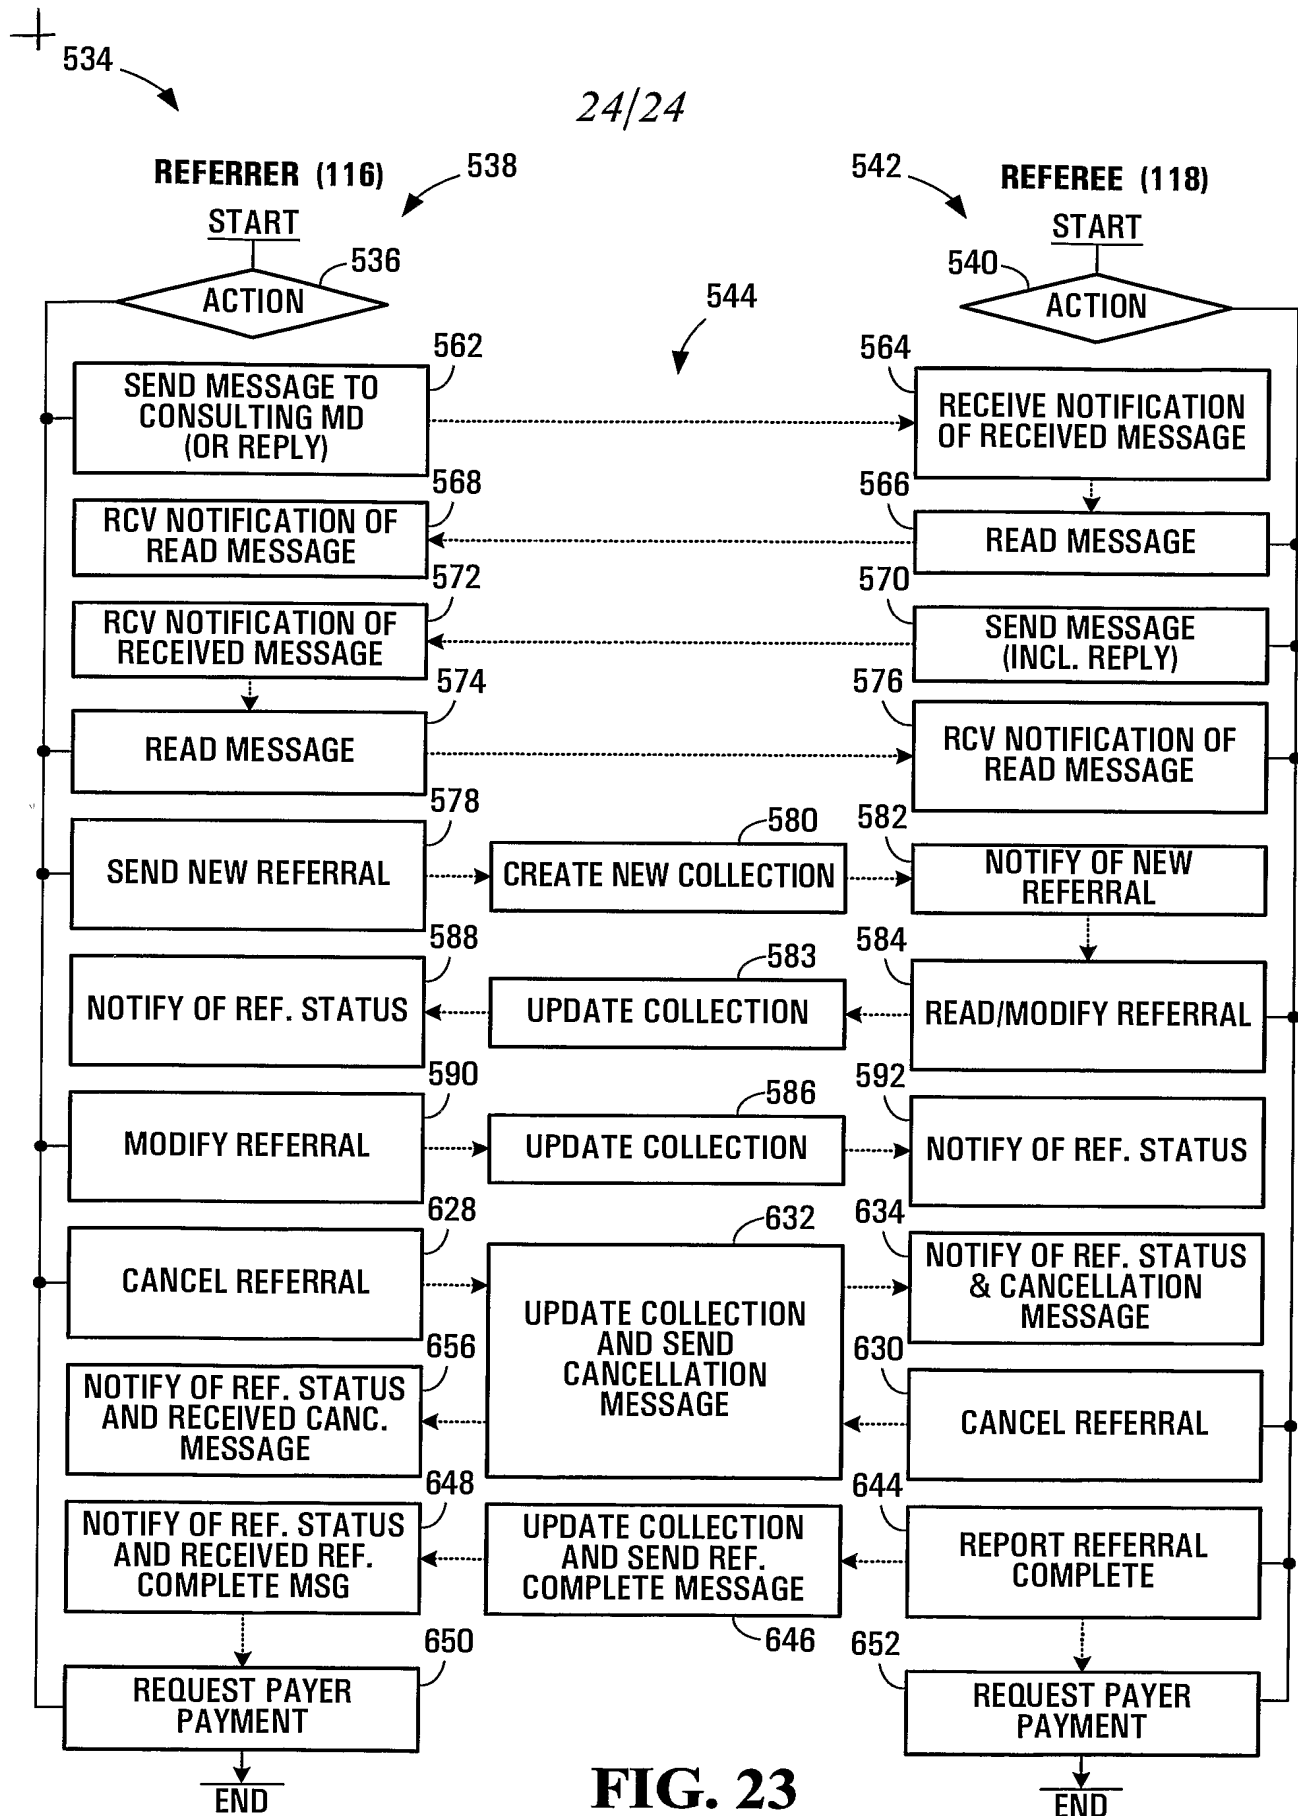 534
24/24
REFERRER (116)
538
542
REFEREE (118)
START
START
536
540
ACTION
ACTION
544
562
564
SEND MESSAGE TO
CONSULTING MD
(OR REPLY)
RECEIVE NOTIFICATION
OF RECEIVED MESSAGE
568
566
RCV NOTIFICATION OF
READ MESSAGE
READ MESSAGE
572
570
RCV NOTIFICATION OF
RECEIVED MESSAGE
SEND MESSAGE
(INCL. REPLY)
574
576
READ MESSAGE
RCV NOTIFICATION OF
READ MESSAGE
578
580
582
SEND NEW REFERRAL
CREATE NEW COLLECTION
NOTIFY OF NEW
REFERRAL
588
583
584
NOTIFY OF REF. STATUS
UPDATE COLLECTION
READ/MODIFY REFERRAL
590
586
592
MODIFY REFERRAL
UPDATE COLLECTION
NOTIFY OF REF. STATUS
628
632
634
CANCEL REFERRAL
UPDATE COLLECTION
AND SEND
CANCELLATION
MESSAGE
NOTIFY OF REF. STATUS
& CANCELLATION
MESSAGE
656
630
NOTIFY OF REF. STATUS
AND RECEIVED CANC.
MESSAGE
CANCEL REFERRAL
648
644
NOTIFY OF REF. STATUS
AND RECEIVED REF.
COMPLETE MSG
UPDATE COLLECTION
AND SEND REF.
COMPLETE MESSAGE
REPORT REFERRAL
COMPLETE
650
646
652
REQUEST PAYER
PAYMENT
REQUEST PAYER
PAYMENT
END
FIG. 23
END